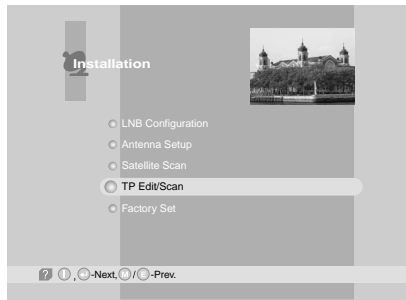 Installation
LNB Configuration
Antenna Setup
Satellite Scan
TP Edit/Scan
Factory Set
? , -Next, M / E -Prev.